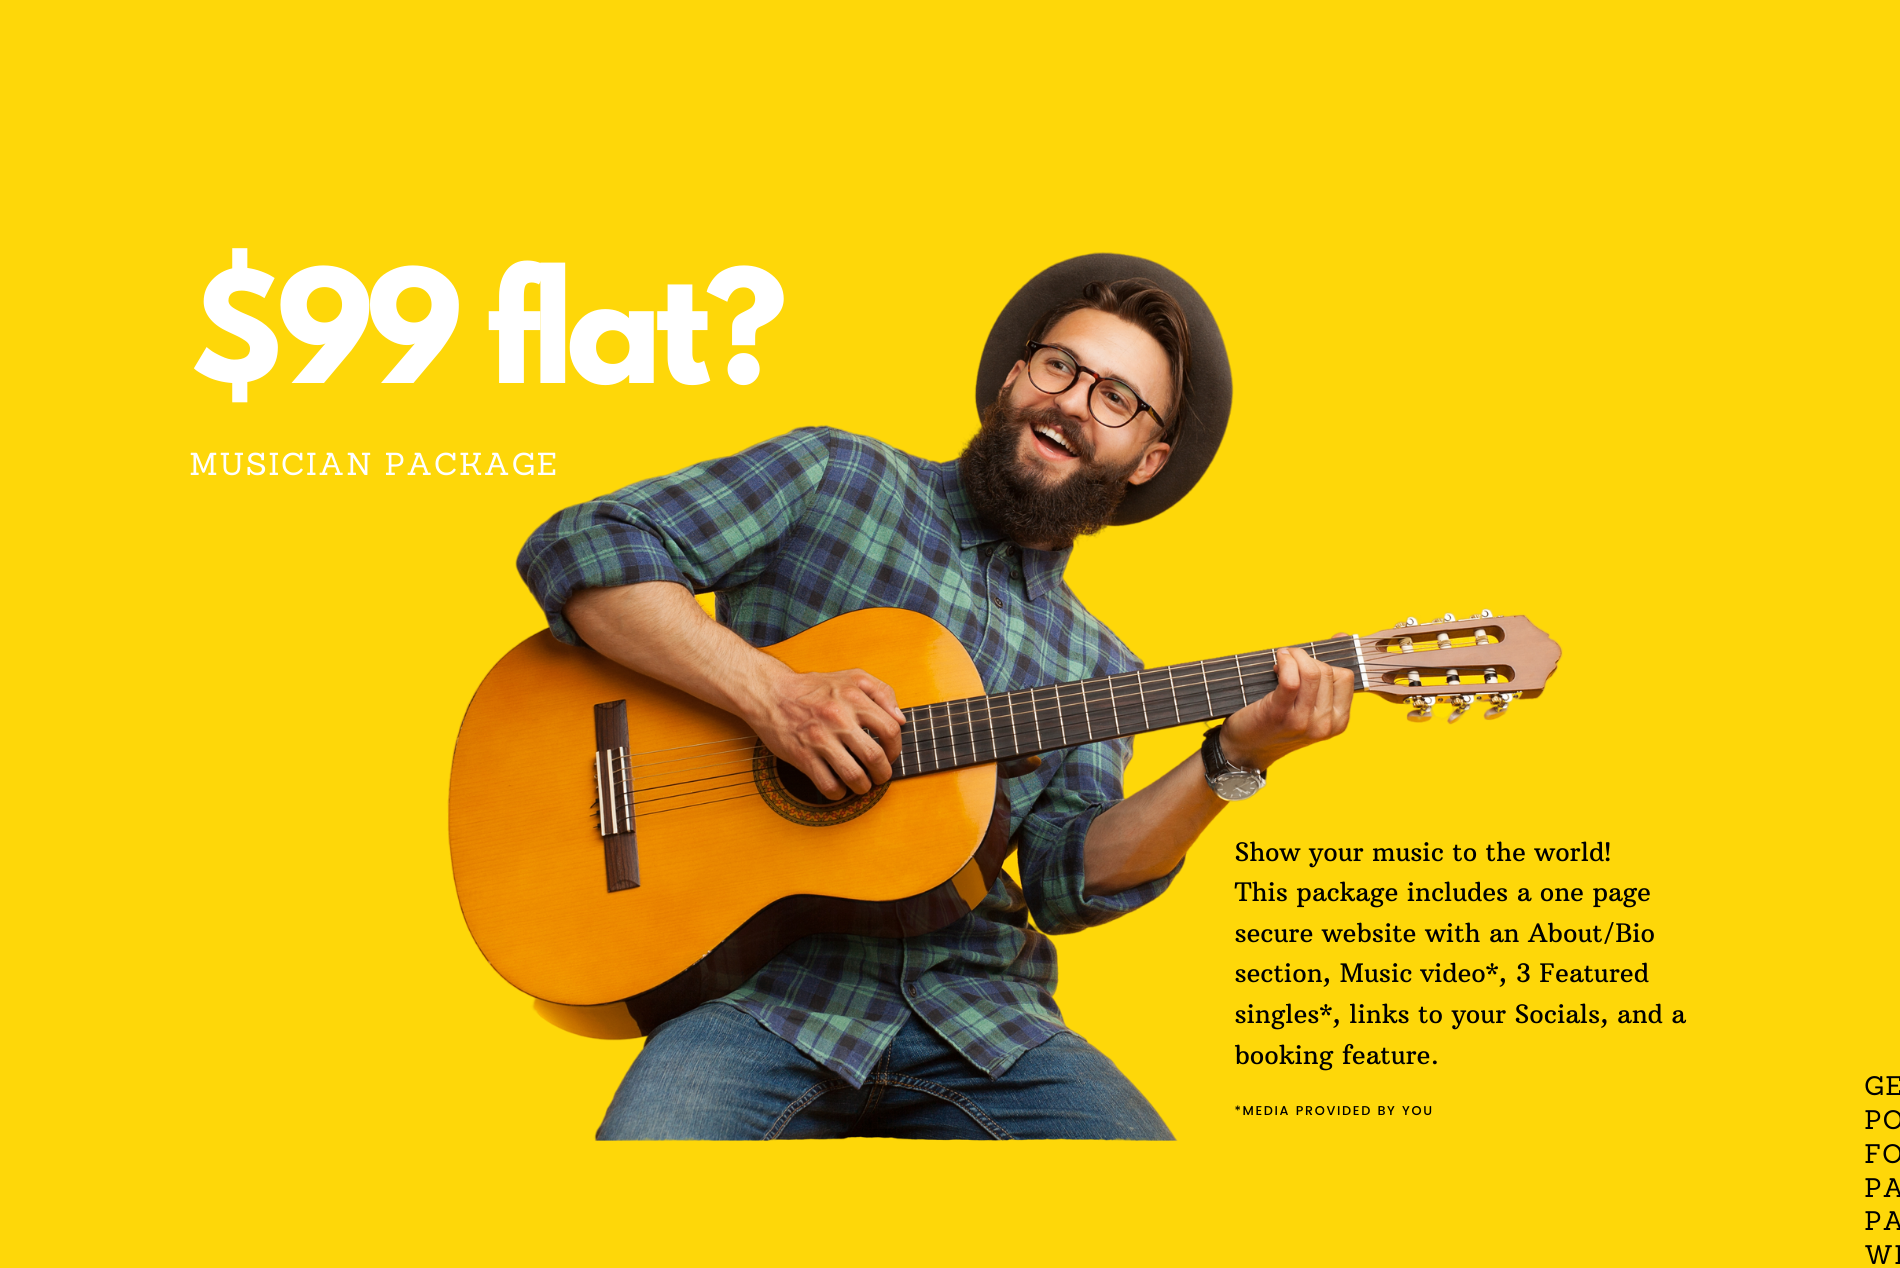 $99 flat?
MUSICIAN PACKAGE
Show your music to the world!
This package includes a one page
secure website with an About/Bio
section, Music video*, 3 Featured
singles*, links to your Socials, and a
booking feature.
*MEDIA PROVIDED BY YOU